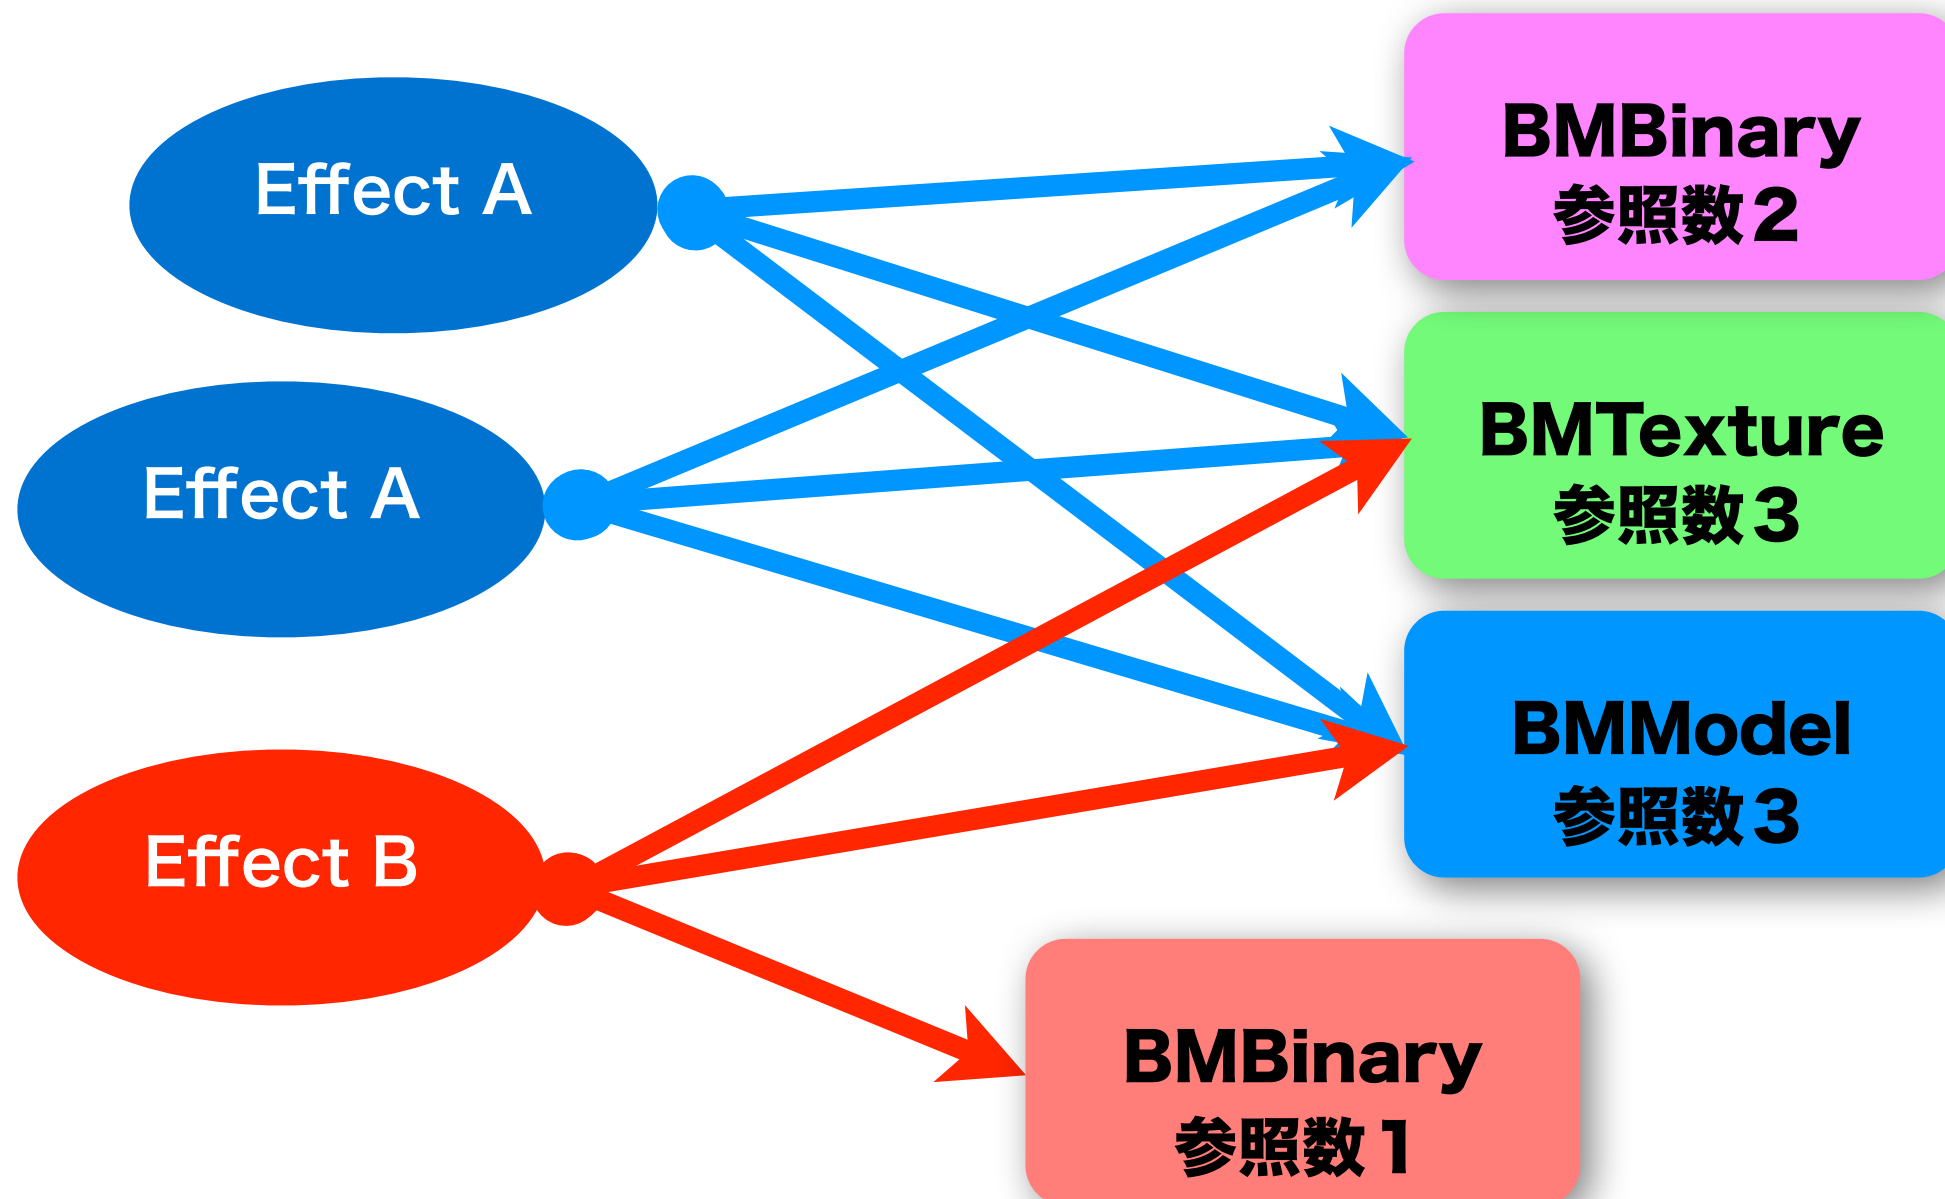 Effect A
Effect A
Effect B
BMBinary
参照数2
BMTexture
参照数3
BMModel
参照数3
BMBinary
参照数1